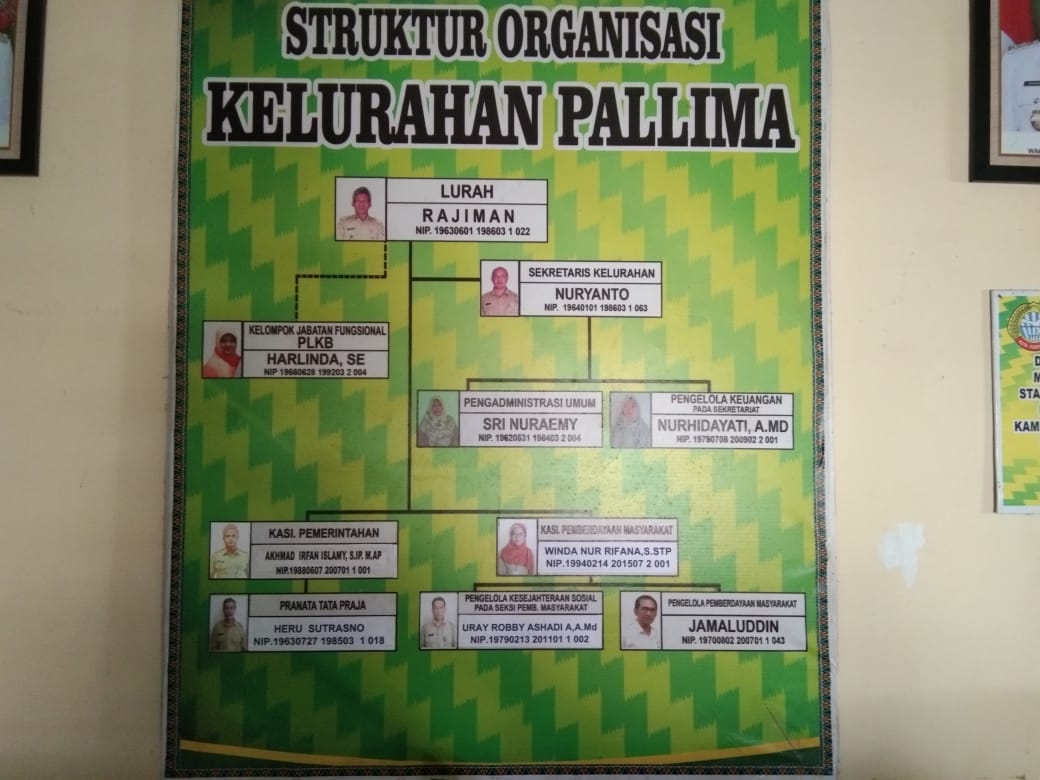 STRUKTUR ORGANISASI
KELURAHAN PALLIMA
LURAH
RAJIMAN
NIP. 19630601 198603 1 022
SEKRETARIS KELURAHAN
NURYANTO
NIP. 19640101 198603 1 063
KELOMPOK JABATAN FUNGSIONAL
PLKB
HARLINDA, SE
NIP 19660628 199203 2 004
PENGADMINISTRASI UMUM
SRI NURAEMY
NIP. 19620531 198403 2 004
PENGELOLA KEUANGAN
PADA SEKRETARIAT
NURHIDAYATI, A.MD
NIP. 19790708 200902 2 001
KASI. PEMERINTAHAN
AKHMAD IRFAN ISLAMY, S.IP. M.AP
NIP.19880607 200701 1 001
KASI. PEMBERDAYAAN MASYARAKAT
WINDA NUR RIFANA,S.STP
NIP.19940214 201507 2 001
PRANATA TATA PRAJA
HERU SUTRASNO
NIP.19630727 198503 1 018
PENGELOLA KESEJAHTERAAN SOSIAL
PADA SEKSI PEMB. MASYARAKAT
URAY ROBBY ASHADI A,A.Md
NIP.19790213 201101 1 002
PENGELOLA PEMBERDAYAAN MASYARAKAT
JAMALUDDIN
NIP. 19700802 200701 1 043
STA
KAM